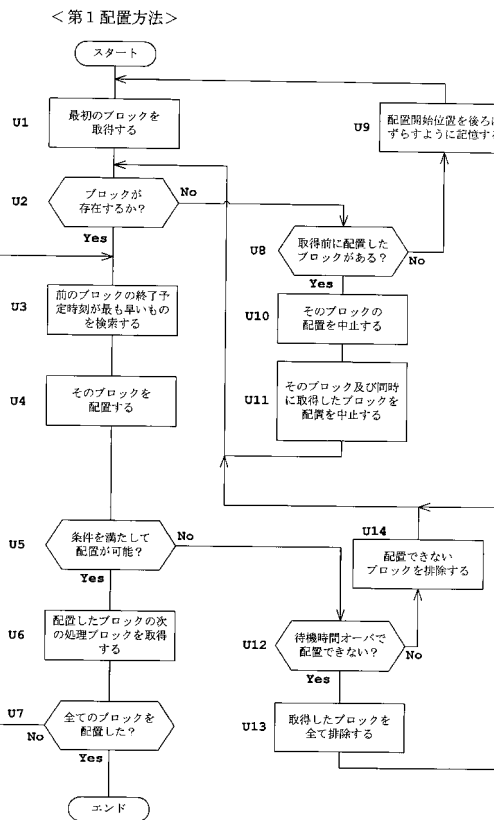 ＜第1配置方法＞
スタート
U1
最初のブロックを
取得する
U9
配置開始位置を後ろに
ずらすように記憶する
U2
ブロックが
存在するか？
No
Yes
U8
取得前に配置した
ブロックがある？
No
Yes
U3
前のブロックの終了予
定時刻が最も早いもの
を検索する
U10
そのブロックの
配置を中止する
U4
そのブロックを
配置する
U11
そのブロック及び同時
に取得したブロックを
配置を中止する
U5
条件を満たして
配置が可能？
No
Yes
U14
配置できない
ブロックを排除する
U6
配置したブロックの次
の処理ブロックを取得
する
U12
待機時間オーバで
配置できない？
No
Yes
U7
全てのブロックを
配置した？
No
Yes
U13
取得したブロックを
全て排除する
エンド